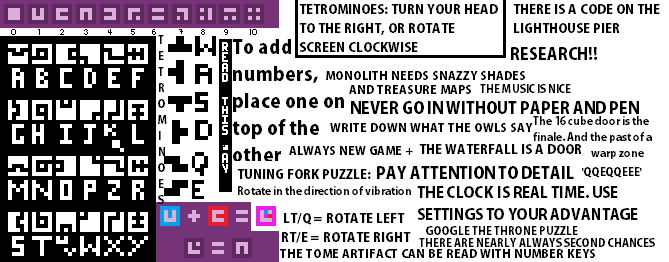 0 1 2 3 4 5 6 7 8 9 10
A B C D E F
G H I J K L
M N O P Z R
S T V W X Y
TETROMINOES
W
A
S
D
Q
E
READ THIS WAY
To add
numbers,
place one on
top of the
other
TETROMINOES: TURN YOUR HEAD
TO THE RIGHT, OR ROTATE
SCREEN CLOCKWISE
THERE IS A CODE ON THE
LIGHTHOUSE PIER
RESEARCH!!
MONOLITH NEEDS SNAZZY SHADES
AND TREASURE MAPS
THE MUSIC IS NICE
NEVER GO IN WITHOUT PAPER AND PEN
WRITE DOWN WHAT THE OWLS SAY
The 16 cube door is the
finale. And the past of a
warp zone
ALWAYS NEW GAME +
THE WATERFALL IS A DOOR
TUNING FORK PUZZLE:
PAY ATTENTION TO DETAIL
'QQEQQEEE'
Rotate in the direction of vibration
THE CLOCK IS REAL TIME. USE
SETTINGS TO YOUR ADVANTAGE
+
=
=
LT/Q= ROTATE LEFT
RT/E = ROTATE RIGHT
GOOGLE THE THRONE PUZZLE
THERE ARE NEARLY ALWAYS SECOND CHANCES
THE TOME ARTIFACT CAN BE READ WITH NUMBER KEYS